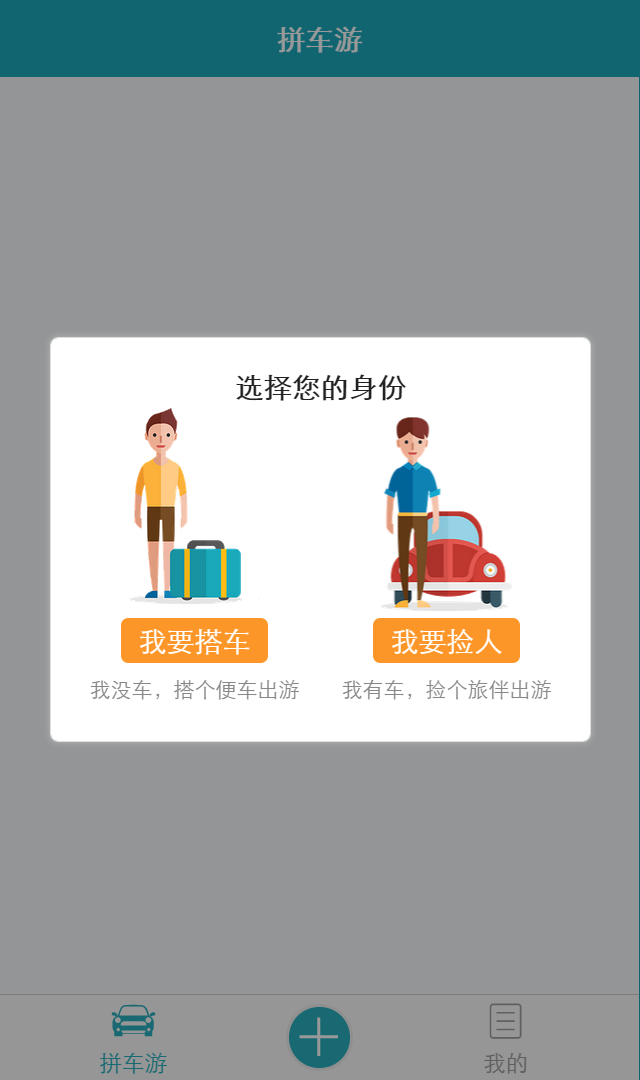 拼车游
选择您的身份
我要搭车
我要捡人
我没车，搭个便车出游
我有车，捡个旅伴出游
拼车游
我的